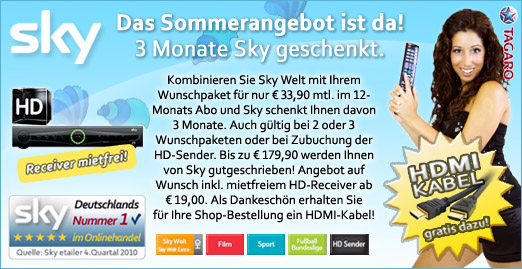 sky
Das Sommerangebot ist da!
3 Monate Sky geschenkt.
TAGARO
HD
Receiver mietfrei!
Kombinieren Sie Sky Welt mit Ihrem
Wunschpaket für nur € 33,90 mtl. im 12-
Monats Abo und Sky schenkt Ihnen davon
3 Monate. Auch gültig bei 2 oder 3
Wunschpaketen oder bei Zubuchung der
HD-Sender. Bis zu € 179,90 werden Ihnen
von Sky gutgeschrieben! Angebot auf
Wunsch inkl. mietfreiem HD-Receiver ab
€ 19,00. Als Dankeschön erhalten Sie
für Ihre Shop-Bestellung ein HDMI-Kabel!
HDMI
KABEL
gratis dazu!
sky
Deutschlands
Nummer 1
im Onlinehandel
Quelle: Sky etailer 4.Quartal 2010
Sky Welt
Sky Welt Extra
Film
Sport
Fußball
Bundesliga
HD Sender